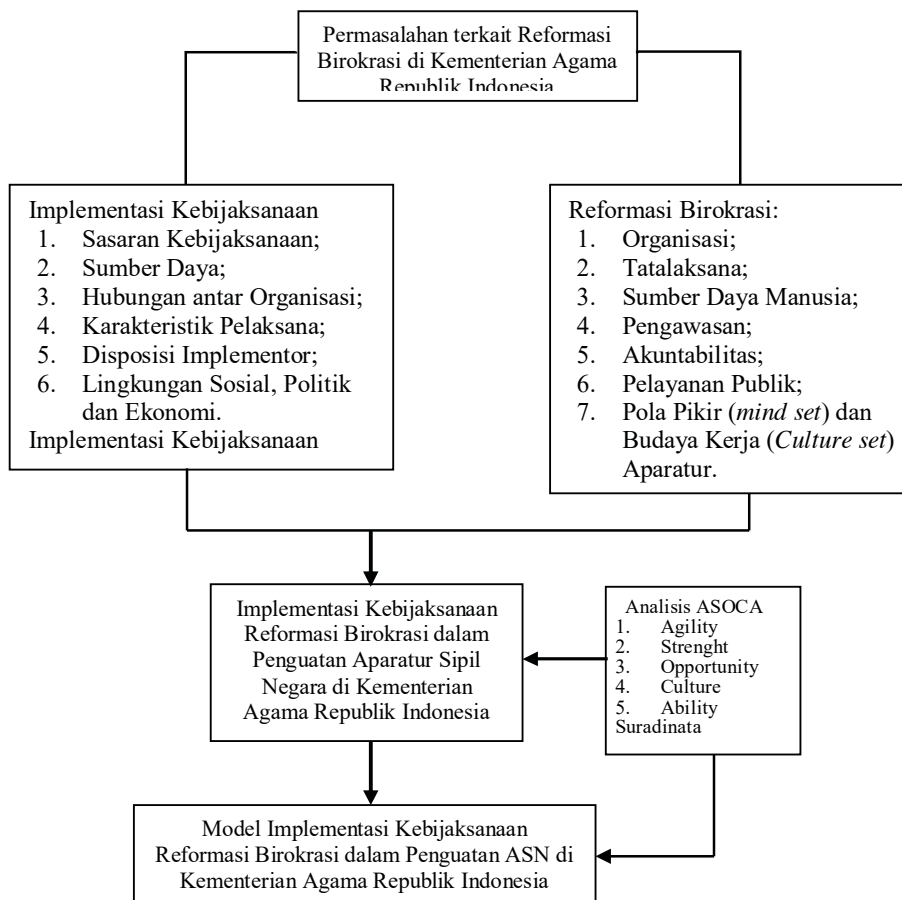 Permasalahan terkait Reformasi
Birokrasi di Kementerian Agama
Republik Indonesia
Implementasi Kebijaksanaan
1. Sasaran Kebijaksanaan;
2. Sumber Daya;
3. Hubungan antar Organisasi;
4. Karakteristik Pelaksana;
5. Disposisi Implementor;
6. Lingkungan Sosial, Politik
dan Ekonomi.
Implementasi Kebijaksanaan
Reformasi Birokrasi:
1. Organisasi;
2. Tatalaksana;
3. Sumber Daya Manusia;
4. Pengawasan;
5. Akuntabilitas;
6. Pelayanan Publik;
7. Pola Pikir (mind set) dan
Budaya Kerja (Culture set)
Aparatur.
Implementasi Kebijaksanaan
Reformasi Birokrasi dalam
Penguatan Aparatur Sipil
Negara di Kementerian
Agama Republik Indonesia
Analisis ASOCA
1. Agility
2. Strenght
3. Opportunity
4. Culture
5. Ability
Suradinata
Model Implementasi Kebijaksanaan
Reformasi Birokrasi dalam Penguatan ASN di
Kementerian Agama Republik Indonesia